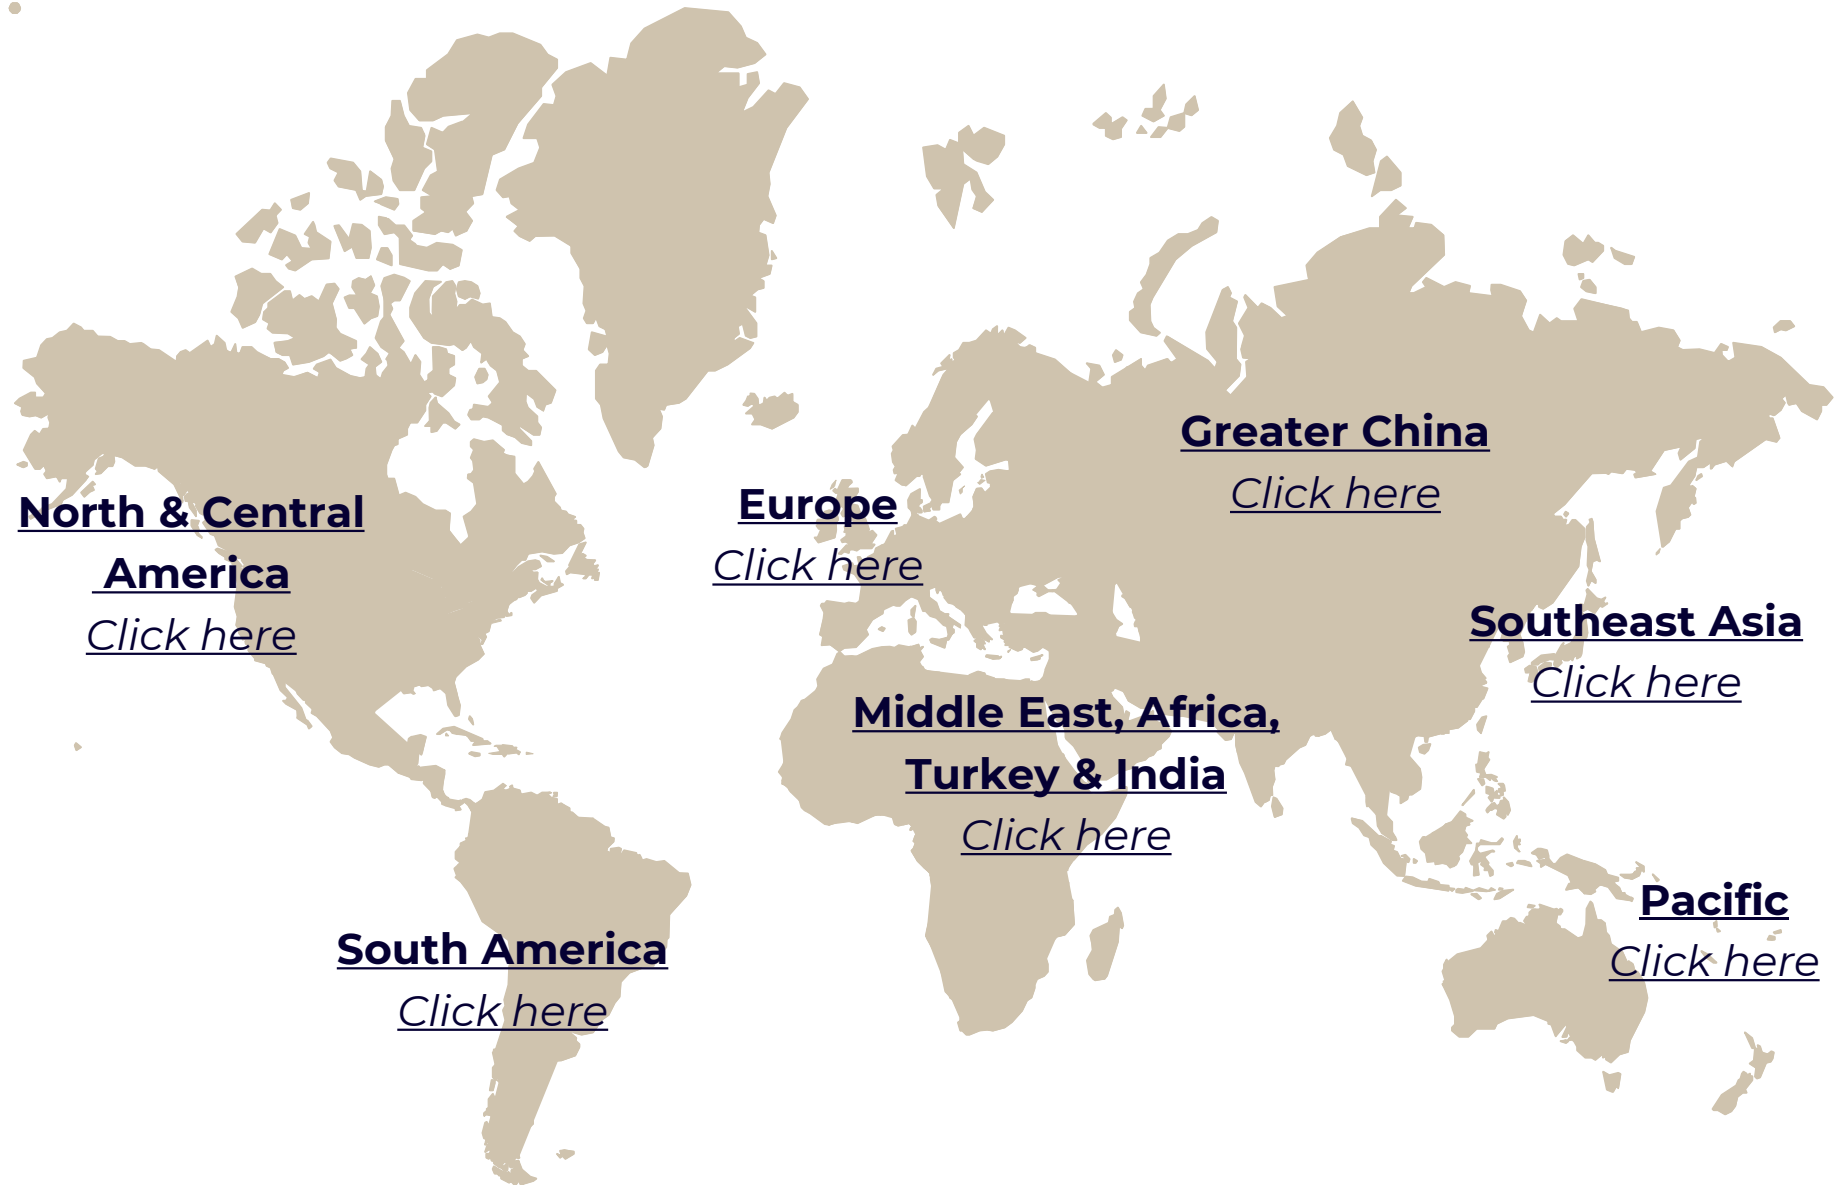 Greater China
Click here
North & Central
America
Click here
Europe
Click here
Southeast Asia
Click here
Middle East, Africa,
Turkey & India
Click here
Pacific
Click here
South America
Click here